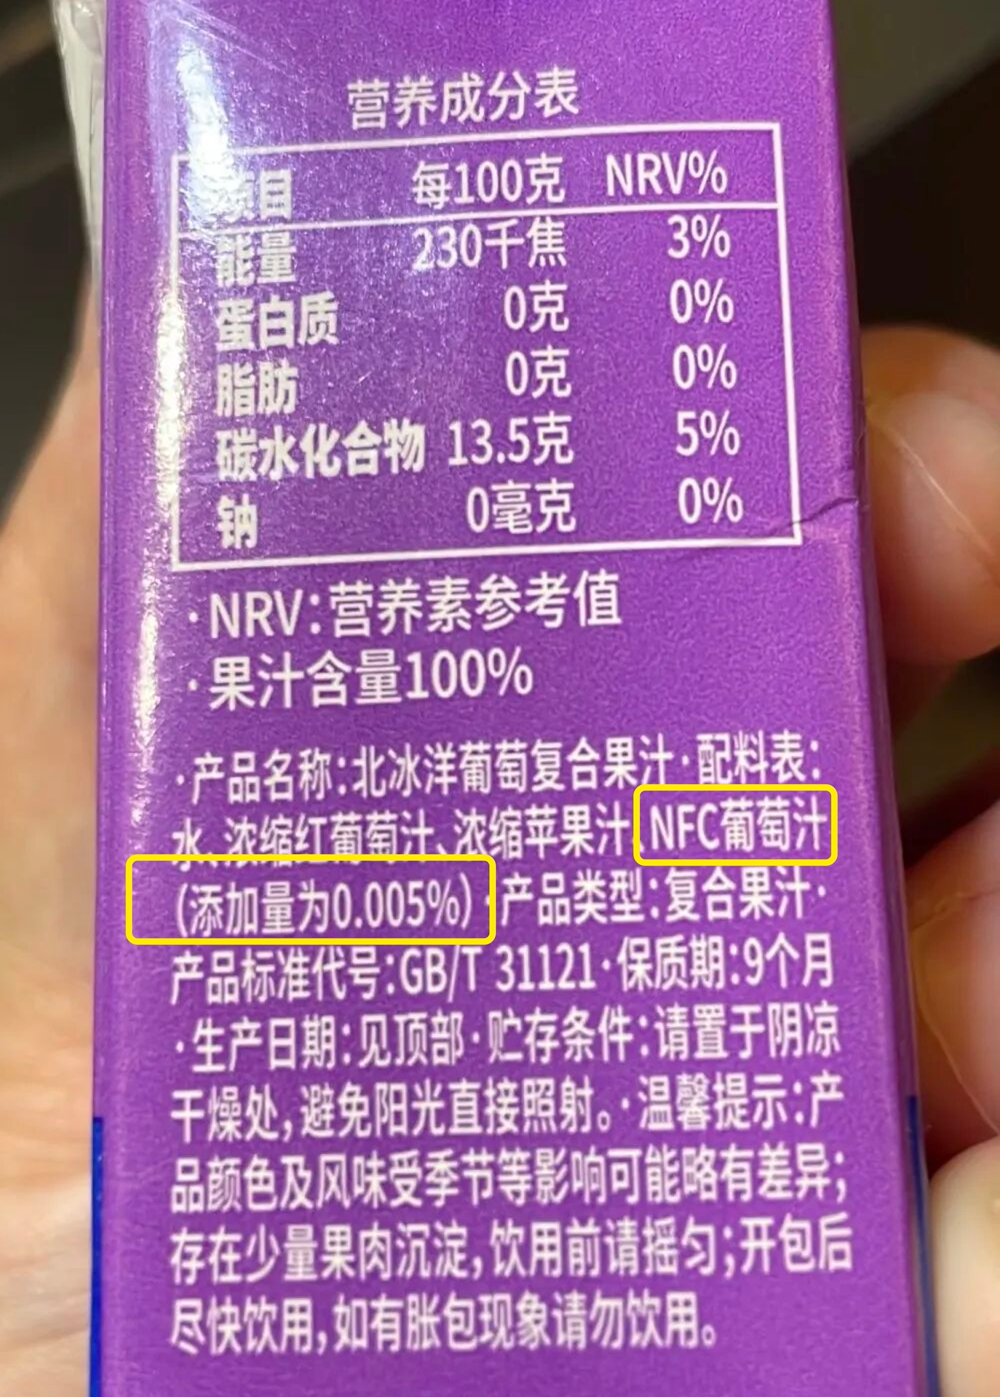 营养成分表
项目 每100克 NRV%
能量 230千焦 3%
蛋白质 0克 0%
脂肪 0克 0%
碳水化合物 13.5克 5%
钠 0毫克 0%
·NRV:营养素参考值
·果汁含量100%
·产品名称:北冰洋葡萄复合果汁·配料表:
水、浓缩红葡萄汁、浓缩苹果汁、NFC葡萄汁
(添加量为0.005%)·产品类型:复合果汁·
产品标准代号:GB/T 31121·保质期:9个月
·生产日期:见顶部·贮存条件:请置于阴凉
干燥处,避免阳光直接照射。·温馨提示:产
品颜色及风味受季节等影响可能略有差异;
存在少量果肉沉淀,饮用前请摇匀;开包后
尽快饮用,如有胀包现象请勿饮用。